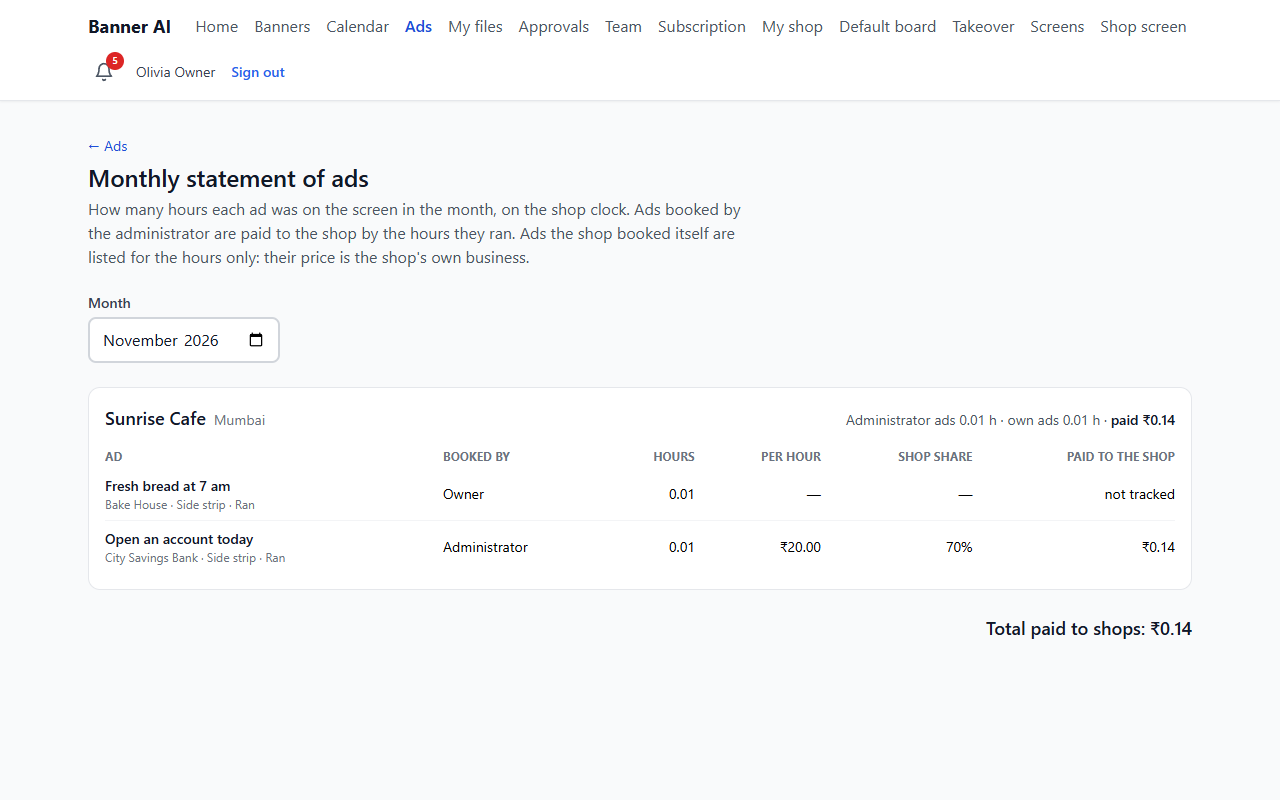 Banner AI Home Banners Calendar Ads My files Approvals Team Subscription My shop Default board Takeover Screens Shop screen
5 Olivia Owner Sign out
← Ads
Monthly statement of ads
How many hours each ad was on the screen in the month, on the shop clock. Ads booked by
the administrator are paid to the shop by the hours they ran. Ads the shop booked itself are
listed for the hours only: their price is the shop's own business.
Month
November 2026
Sunrise Cafe Mumbai Administrator ads 0.01 h · own ads 0.01 h · paid ₹0.14
AD BOOKED BY HOURS PER HOUR SHOP SHARE PAID TO THE SHOP
Fresh bread at 7 am
Bake House · Side strip · Ran
Owner 0.01 — — not tracked
Open an account today
City Savings Bank · Side strip · Ran
Administrator 0.01 ₹20.00 70% ₹0.14
Total paid to shops: ₹0.14